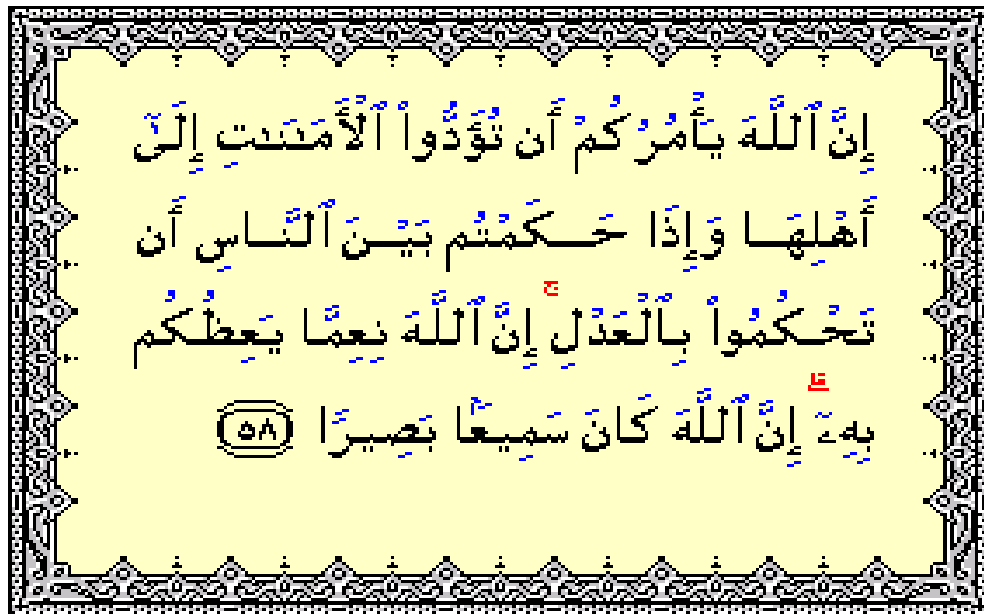 إِنَّ ٱللَّهَ يَأْمُرُكُمْ أَن تُؤَدُّوا۟ ٱلْأَمَـٰنَـٰتِ إِلَىٰٓ
أَهْلِهَا وَإِذَا حَكَمْتُم بَيْنَ ٱلنَّاسِ أَن
تَحْكُمُوا۟ بِٱلْعَدْلِ ۚ إِنَّ ٱللَّهَ نِعِمَّا يَعِظُكُم
بِهِۦٓ ۗ إِنَّ ٱللَّهَ كَانَ سَمِيعًۢا بَصِيرًا ٥٨